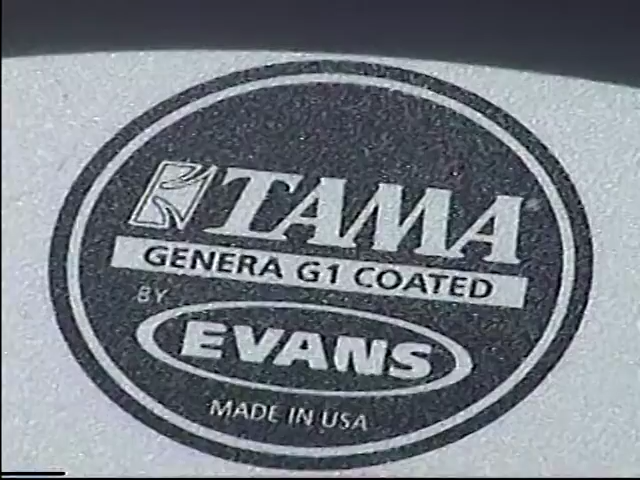 TAMA
GENERA G1 COATED
BY
EVANS
MADE IN USA